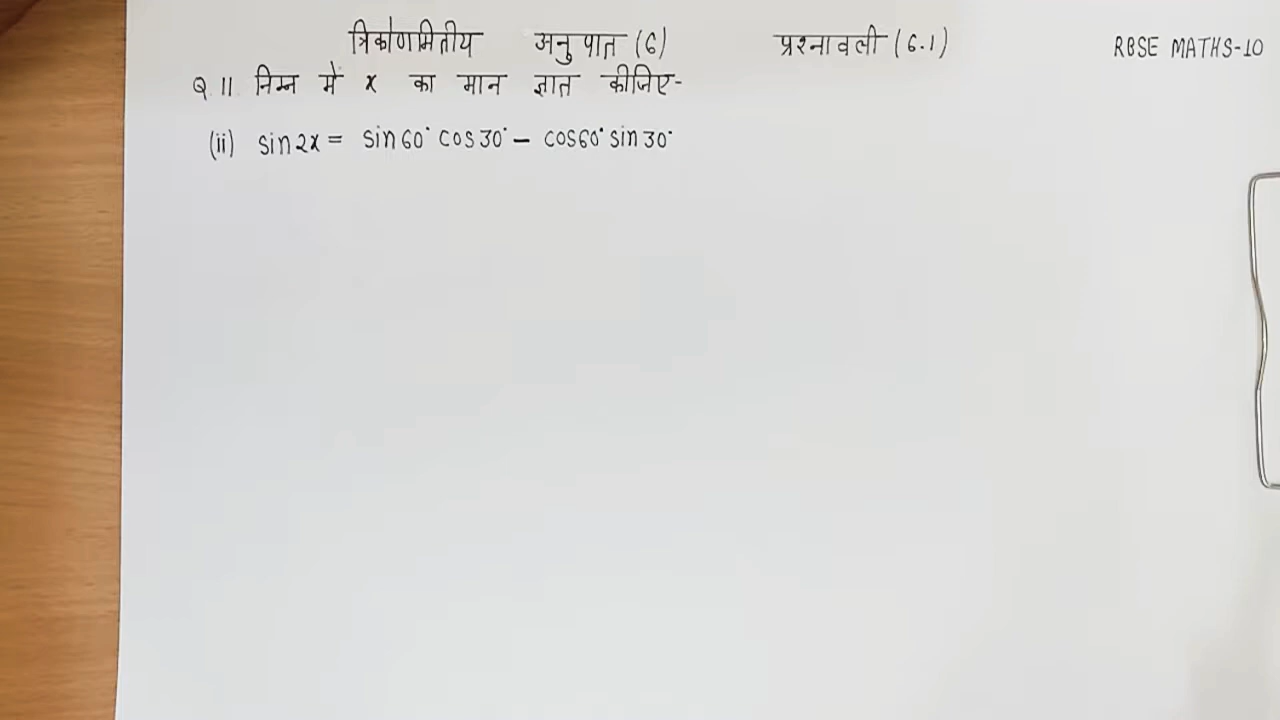 त्रिकोणमितीय अनुपात (6) प्रश्नावली (6.1) RBSE MATHS-10
Q.11 निम्न में x का मान ज्ञात कीजिए-
(ii) sin2x = sin60° cos30° - cos60° sin30°